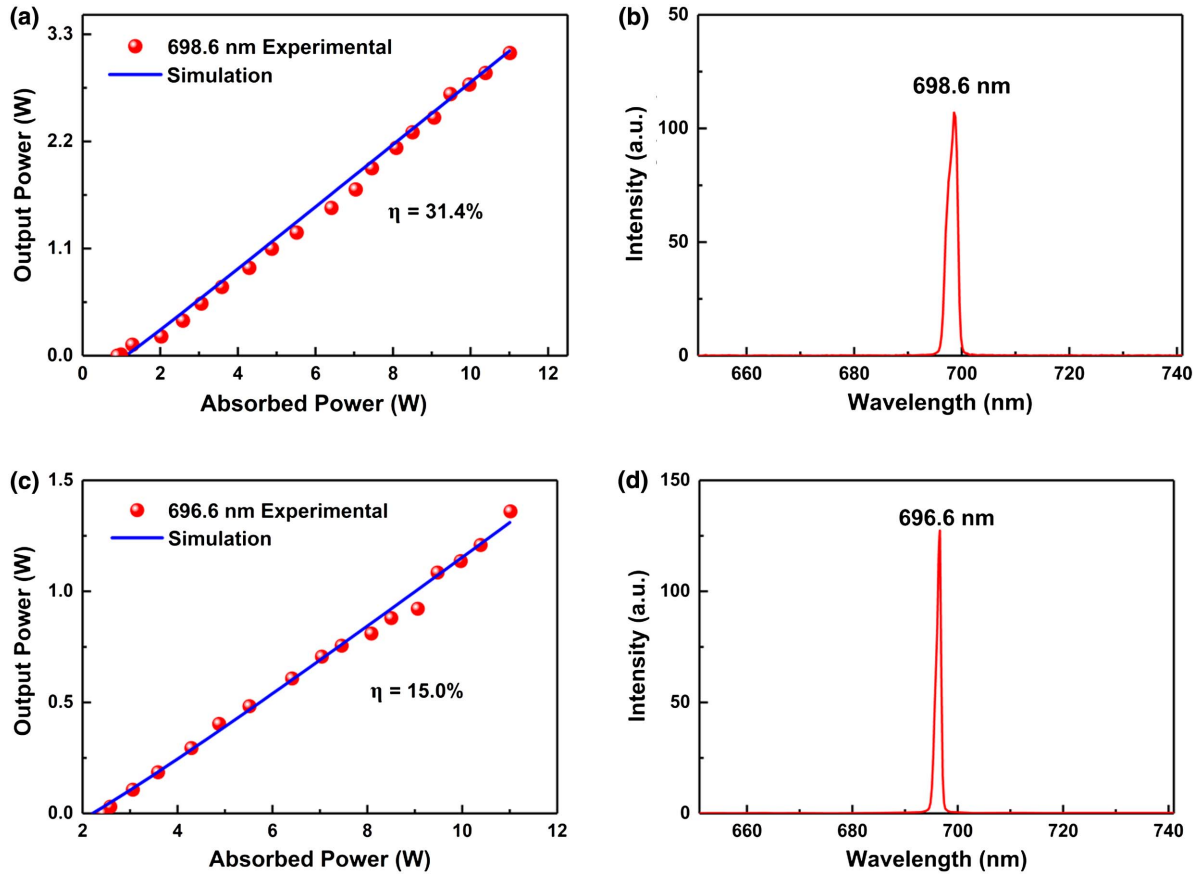 (a)
3.3
2.2
1.1
0.0
Output Power (W)
698.6 nm Experimental
Simulation
η = 31.4%
0 2 4 6 8 10 12
Absorbed Power (W)
(b)
50
100
50
0
Intensity (a.u.)
698.6 nm
660 680 700 720 740
Wavelength (nm)
(c)
1.5
1.0
0.5
0.0
Output Power (W)
696.6 nm Experimental
Simulation
η = 15.0%
2 4 6 8 10 12
Absorbed Power (W)
(d)
150
100
50
0
Intensity (a.u.)
696.6 nm
660 680 700 720 740
Wavelength (nm)